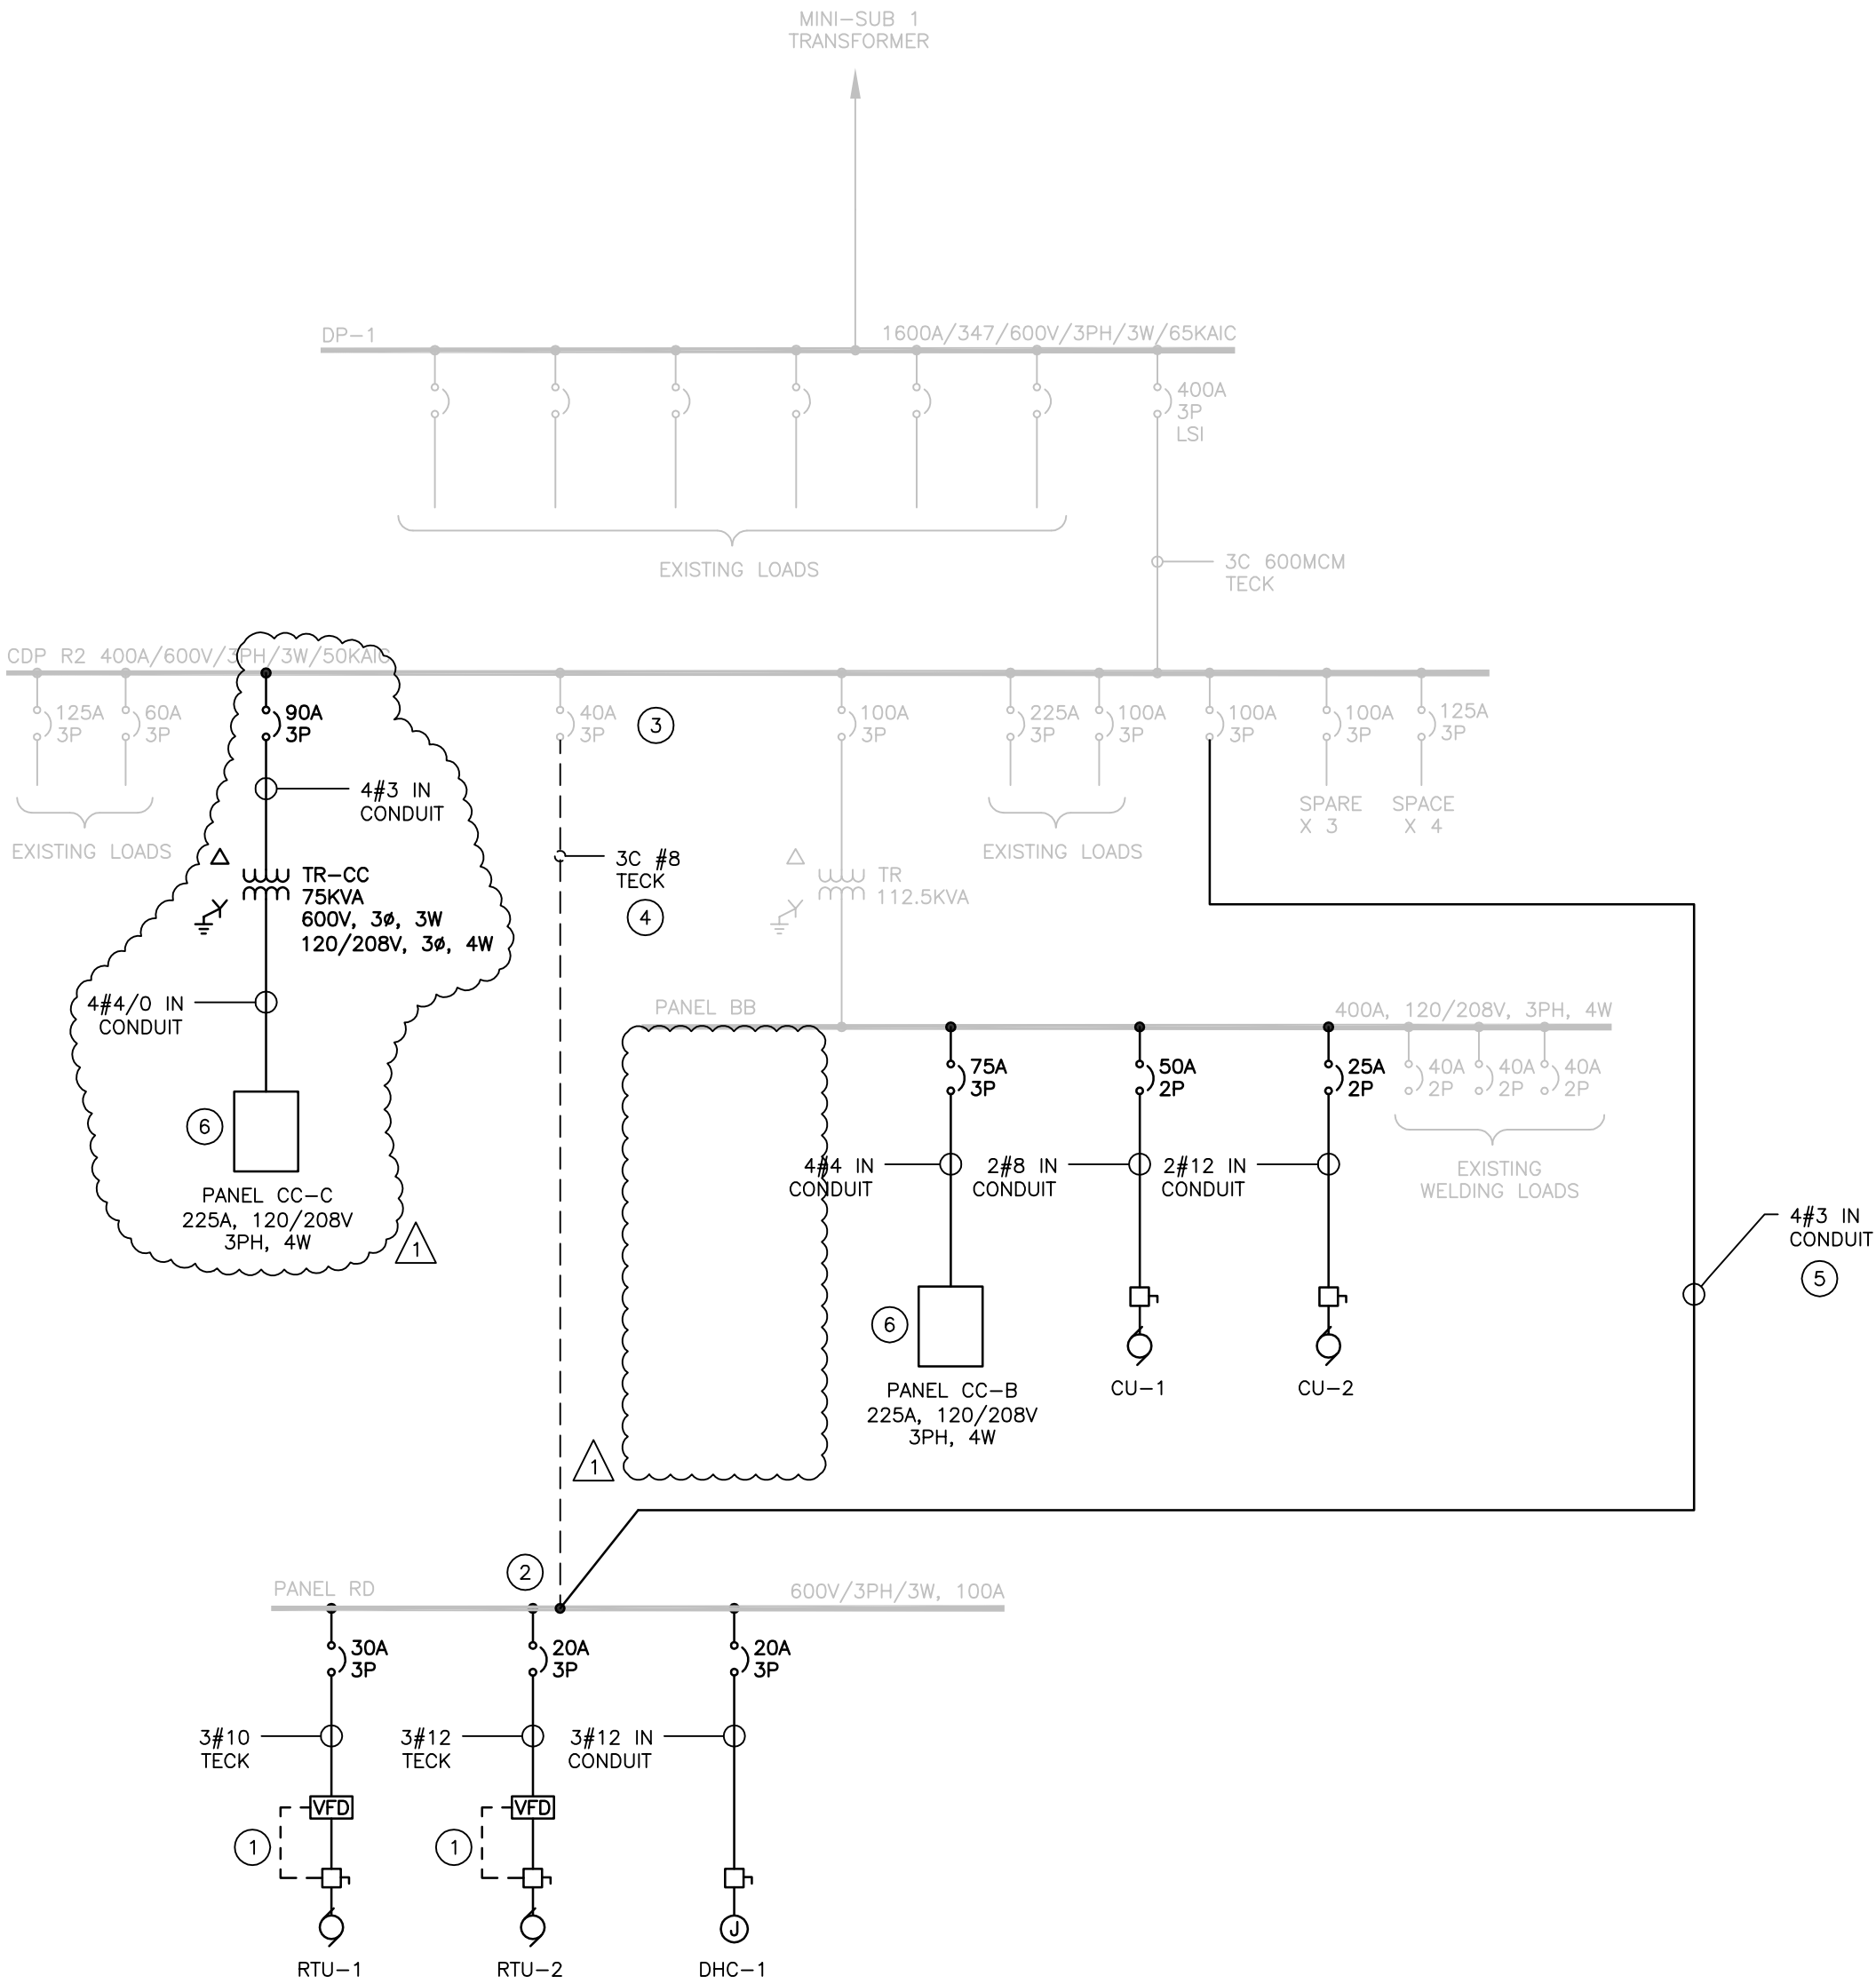 MINI-SUB 1
TRANSFORMER
DP-1
1600A/347/600V/3PH/3W/65KAIC
400A
3P
LSI
EXISTING LOADS
3C 600MCM
TECK
CDP R2 400A/600V/3PH/3W/50KAIC
125A
3P
60A
3P
90A
3P
40A
3P
3
100A
3P
225A
3P
100A
3P
100A
3P
100A
3P
125A
3P
EXISTING LOADS
4#3 IN
CONDUIT
3C #8
TECK
4
EXISTING LOADS
SPARE
X 3
SPACE
X 4
TR-CC
75KVA
600V, 3ø, 3W
120/208V, 3ø, 4W
TR
112.5KVA
4#4/0 IN
CONDUIT
6
PANEL CC-C
225A, 120/208V
3PH, 4W
1
PANEL BB
400A, 120/208V, 3PH, 4W
75A
3P
50A
2P
25A
2P
40A
2P
40A
2P
40A
2P
4#4 IN
CONDUIT
2#8 IN
CONDUIT
2#12 IN
CONDUIT
EXISTING
WELDING LOADS
4#3 IN
CONDUIT
5
6
PANEL CC-B
225A, 120/208V
3PH, 4W
CU-1
CU-2
1
2
PANEL RD
600V/3PH/3W, 100A
30A
3P
20A
3P
20A
3P
3#10
TECK
3#12
TECK
3#12 IN
CONDUIT
VFD
VFD
1
1
J
RTU-1
RTU-2
DHC-1